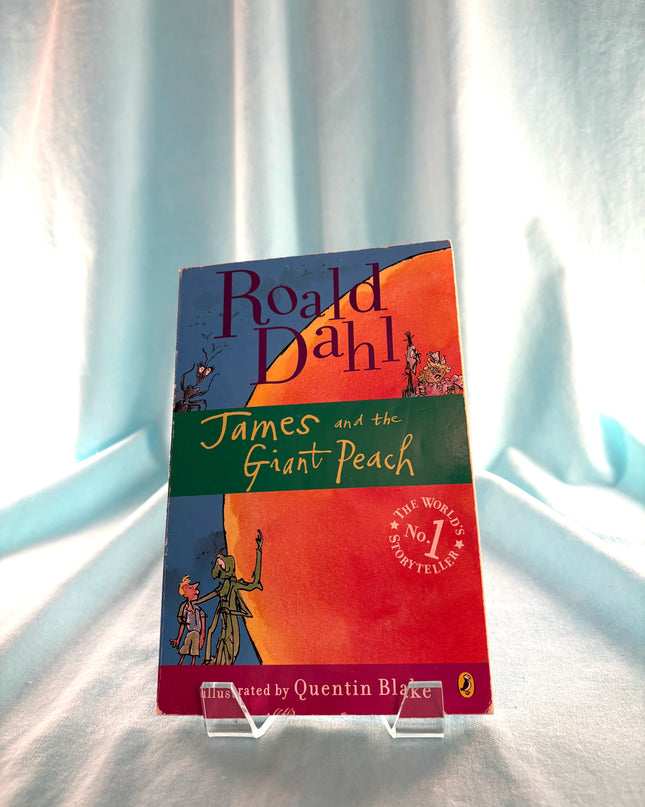 Roald
Dahl
James and the
Giant Peach
THE WORLD'S
No.1
STORYTELLER
illustrated by Quentin Blake